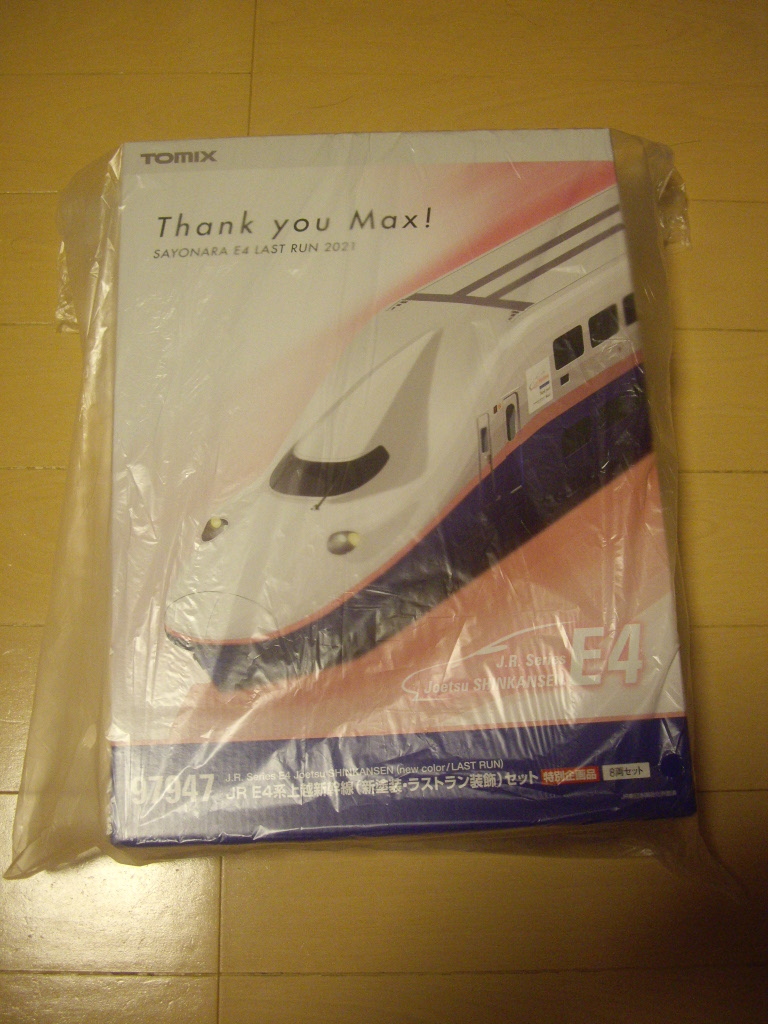 TOMIX
Thank you Max!
SAYONARA E4 LAST RUN 2021
J.R. Series
Joetsu SHINKANSEN
E4
97947
J.R. Series E4 Joetsu SHINKANSEN (new color/LAST RUN)
JR E4系上越新幹線(新塗装・ラストラン装飾)セット 特別企画品 8両セット